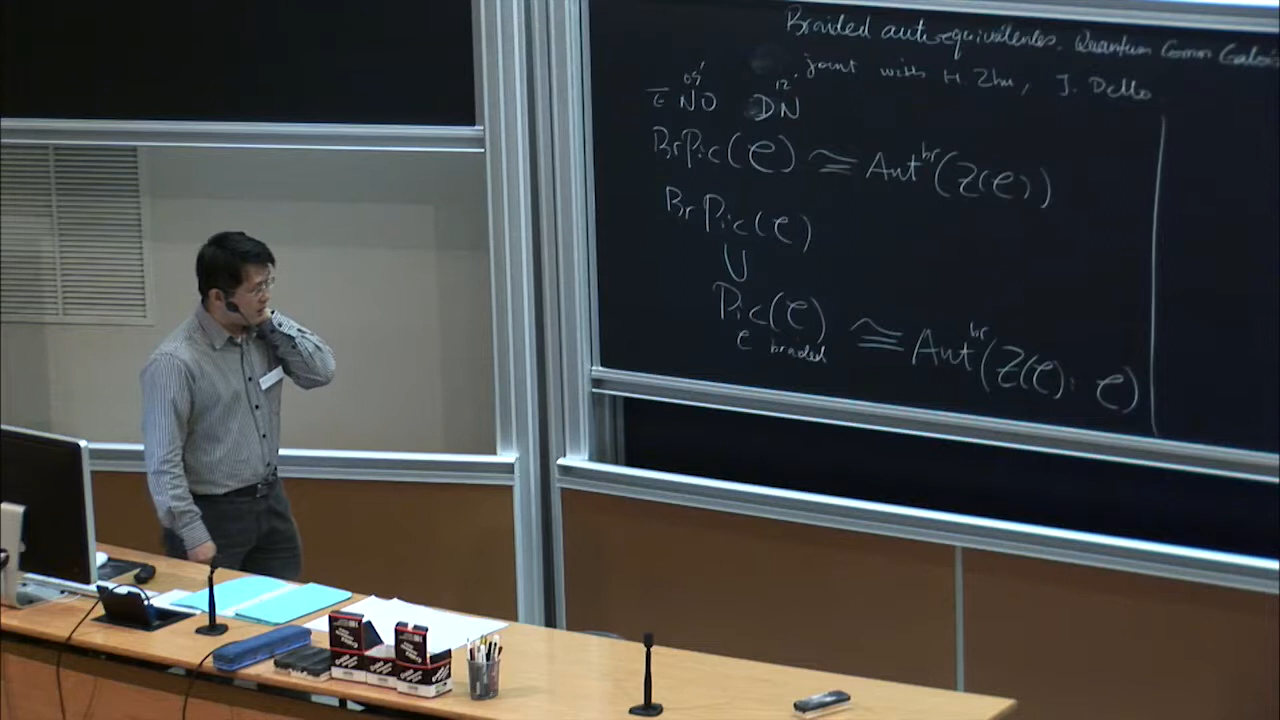 Braided autoequivalences. Quantum Comm Galois
joint with H. Zhu, J. Dello
ENO 09' DN 12'
BrPic(C) ≅ Aut^br(Z(C))
BrPic(C)
∪
Pic(C) ≅ Aut^br(Z(C), C)
C braided